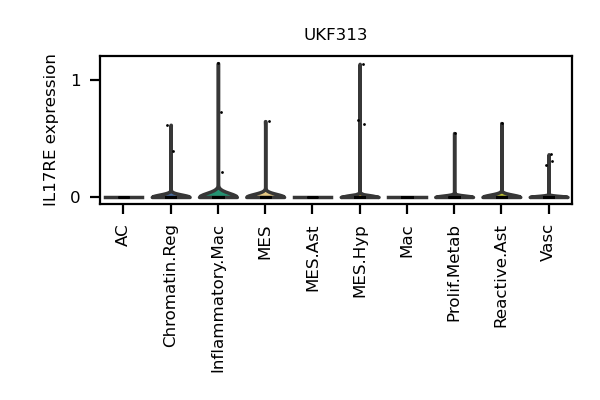 UKF313
IL17RE expression
1
0
AC
Chromatin.Reg
Inflammatory.Mac
MES
MES.Ast
MES.Hyp
Mac
Prolif.Metab
Reactive.Ast
Vasc